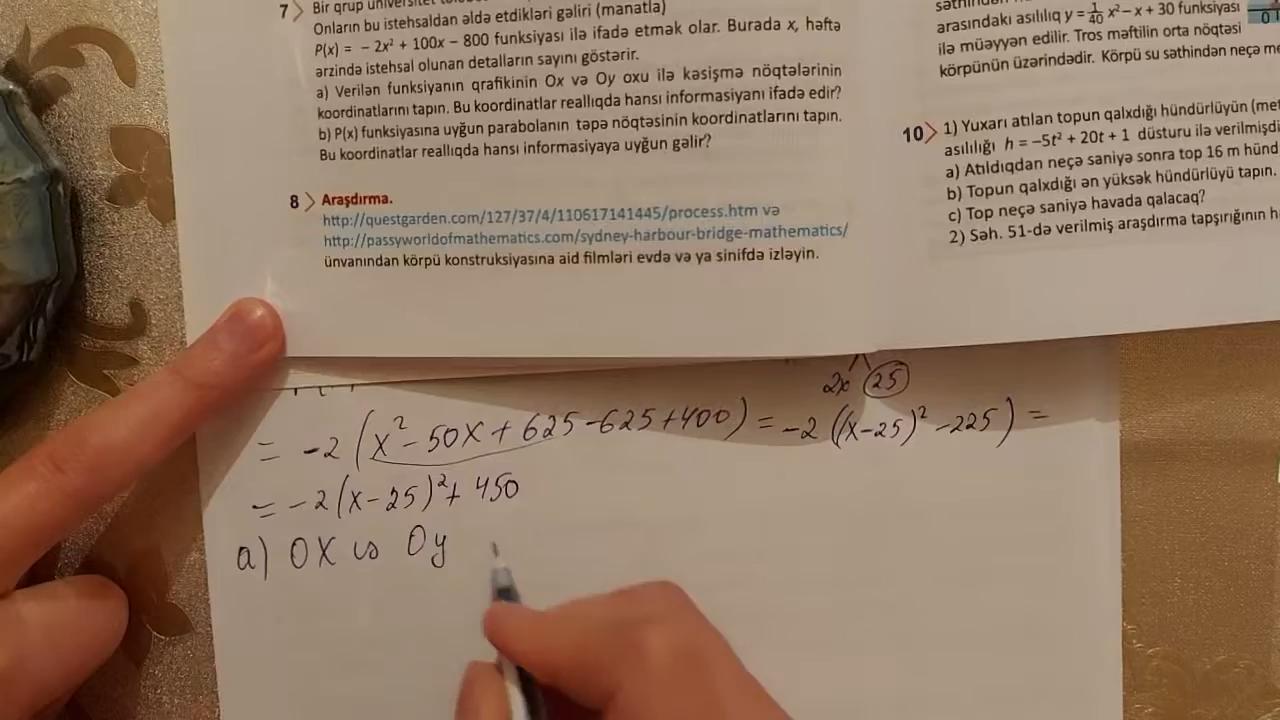 7 Bir qrup universitet
Onların bu istehsaldan əldə etdikləri gəliri (manatla)
P(x) = – 2x² + 100x – 800 funksiyası ilə ifadə etmək olar. Burada x, həftə
ərzində istehsal olunan detalların sayını göstərir.
a) Verilən funksiyanın qrafikinin Ox və Oy oxu ilə kəsişmə nöqtələrinin
koordinatlarını tapın. Bu koordinatlar reallıqda hansı informasiyanı ifadə edir?
b) P(x) funksiyasına uyğun parabolanın təpə nöqtəsinin koordinatlarını tapın.
Bu koordinatlar reallıqda hansı informasiyaya uyğun gəlir?
8 Araşdırma.
http://questgarden.com/127/37/4/110617141445/process.htm və
http://passyworldofmathematics.com/sydney-harbour-bridge-mathematics/
ünvanından körpü konstruksiyasına aid filmləri evdə və ya sinifdə izləyin.
arasındakı asılılıq y = 1/40 x² – x + 30 funksiyası
ilə müəyyən edilir. Tros məftilin orta nöqtəsi
körpünün üzərindədir. Körpü su səthindən neçə me
10 1) Yuxarı atılan topun qalxdığı hündürlüyün (met
asılılığı h = –5t² + 20t + 1 düsturu ilə verilmişdi
a) Atıldıqdan neçə saniyə sonra top 16 m hünd
b) Topun qalxdığı ən yüksək hündürlüyü tapın.
c) Top neçə saniyə havada qalacaq?
2) Səh. 51-də verilmiş araşdırma tapşırığının h
2x 25
= -2 (x² - 50x + 625 - 625 + 400) = -2 ((x-25)² - 225) =
= -2(x-25)² + 450
a) OX və Oy